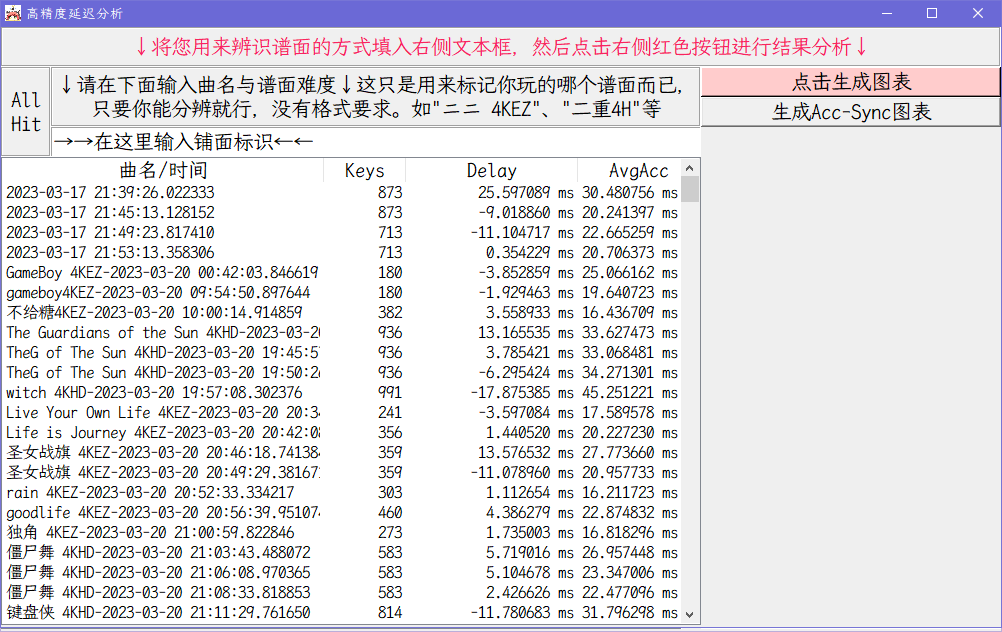 高精度延迟分析
↓将您用来辨识谱面的方式填入右侧文本框, 然后点击右侧红色按钮进行结果分析↓
All Hit
↓请在下面输入曲名与谱面难度↓这只是用来标记你玩的哪个谱面而已,
只要你能分辨就行, 没有格式要求。如"ニニ 4KEZ"、"二重4H"等
点击生成图表
生成Acc-Sync图表
→→在这里输入铺面标识←←
曲名/时间 Keys Delay AvgAcc
2023-03-17 21:39:26.022333 873 25.597089 ms 30.480756 ms
2023-03-17 21:45:13.128152 873 -9.018860 ms 20.241397 ms
2023-03-17 21:49:23.817410 713 -11.104717 ms 22.665259 ms
2023-03-17 21:53:13.358306 713 0.354229 ms 20.706373 ms
GameBoy 4KEZ-2023-03-20 00:42:03.846619 180 -3.852859 ms 25.066162 ms
gameboy4KEZ-2023-03-20 09:54:50.897644 180 -1.929463 ms 19.640723 ms
不给糖4KEZ-2023-03-20 10:00:14.914859 382 3.558933 ms 16.436709 ms
The Guardians of the Sun 4KHD-2023-03-20 936 13.165535 ms 33.627473 ms
TheG of The Sun 4KHD-2023-03-20 19:45:5 936 3.785421 ms 33.068481 ms
TheG of The Sun 4KHD-2023-03-20 19:50:20 936 -6.295424 ms 34.271301 ms
witch 4KHD-2023-03-20 19:57:08.302376 991 -17.875385 ms 45.251221 ms
Live Your Own Life 4KEZ-2023-03-20 20:3 241 -3.597084 ms 17.589578 ms
Life is Journey 4KEZ-2023-03-20 20:42:08 356 1.440520 ms 20.227230 ms
圣女战旗 4KEZ-2023-03-20 20:46:18.74138 359 13.576532 ms 27.773660 ms
圣女战旗 4KEZ-2023-03-20 20:49:29.38167 359 -11.078960 ms 20.957733 ms
rain 4KEZ-2023-03-20 20:52:33.334217 303 1.112654 ms 16.211723 ms
goodlife 4KEZ-2023-03-20 20:56:39.95107 460 4.386279 ms 22.874832 ms
独角 4KEZ-2023-03-20 21:00:59.822846 273 1.735003 ms 16.818296 ms
僵尸舞 4KHD-2023-03-20 21:03:43.488072 583 5.719016 ms 26.957448 ms
僵尸舞 4KHD-2023-03-20 21:06:08.970365 583 5.104678 ms 23.347006 ms
僵尸舞 4KHD-2023-03-20 21:08:33.818853 583 2.426626 ms 22.477096 ms
键盘侠 4KHD-2023-03-20 21:11:29.761650 814 -11.780683 ms 31.796298 ms